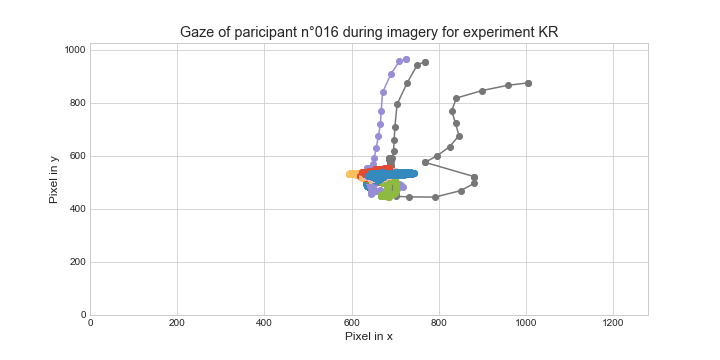 Gaze of paricipant n°016 during imagery for experiment KR
Pixel in y
1000
800
600
400
200
0
0 200 400 600 800 1000 1200
Pixel in x